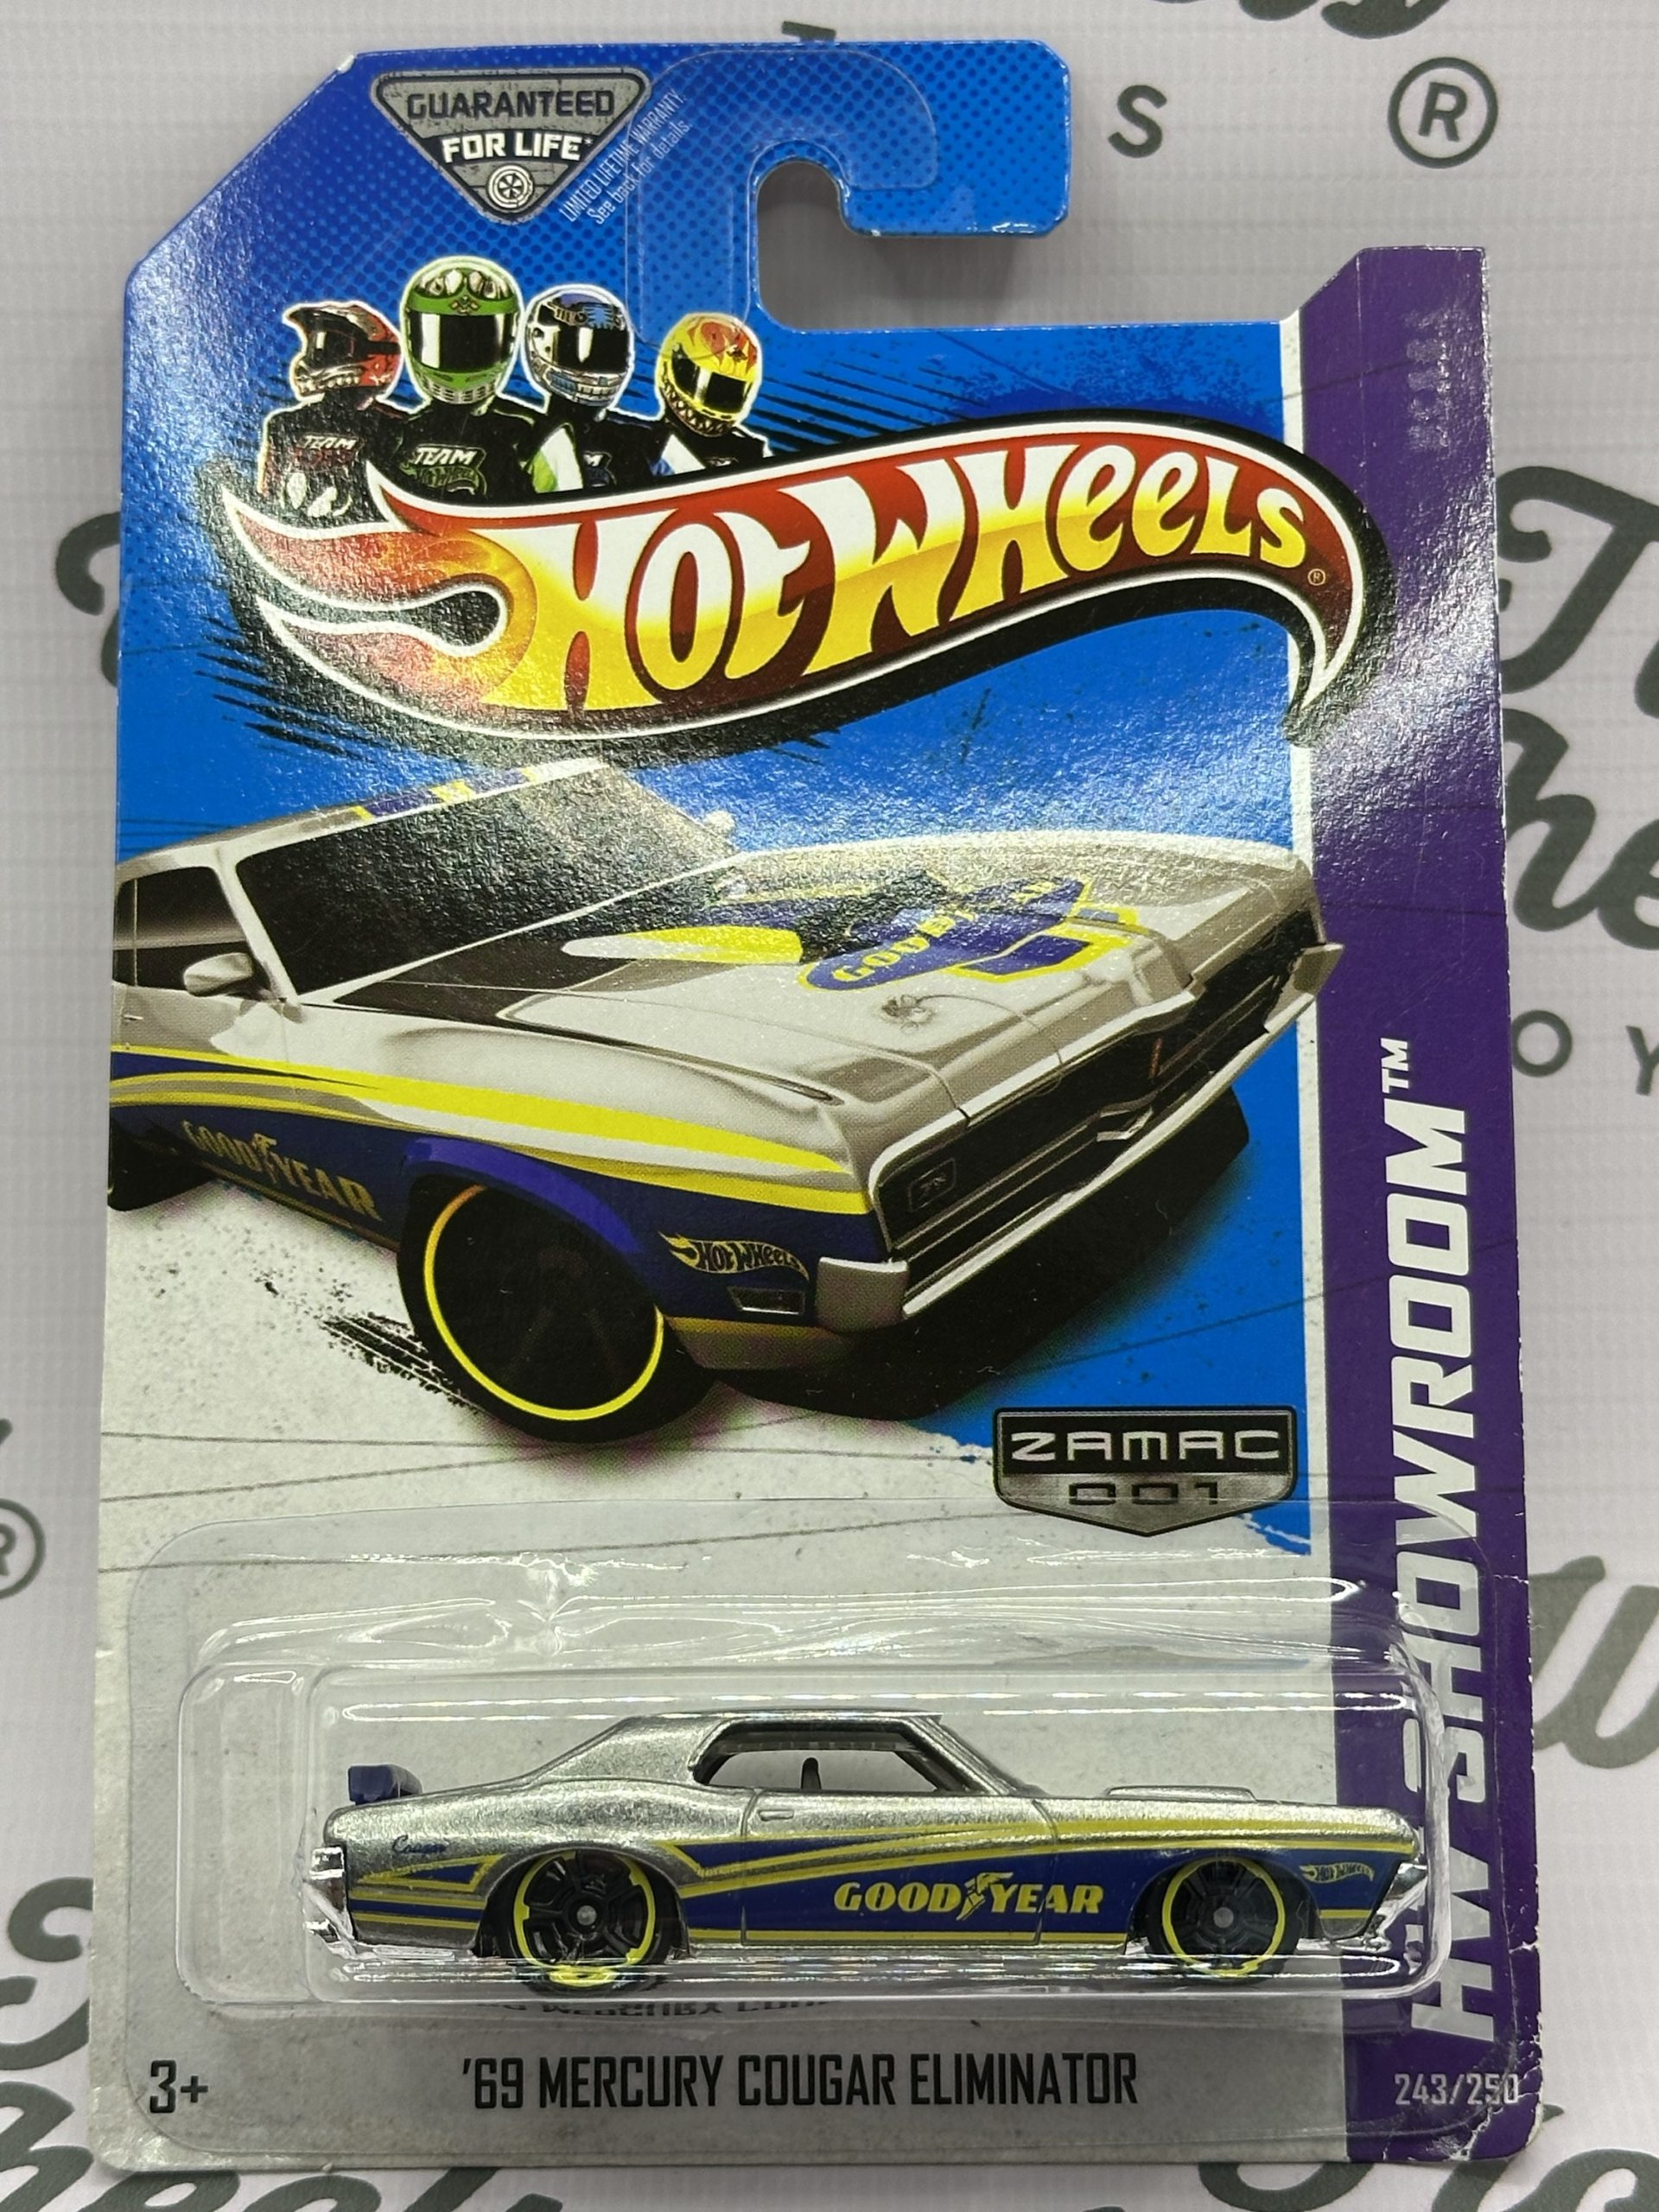 GUARANTEED
FOR LIFE*
LIMITED LIFETIME WARRANTY.
See back for details.
S ®
TEAM
TEAM
HOT WHEELS®
GOODYEAR
GOODYEAR
HOT WHEELS
ZAMAC
001
HW SHOWROOM™
Cougar
GOODYEAR
HOT WHEELS
3+
'69 MERCURY COUGAR ELIMINATOR
243/250